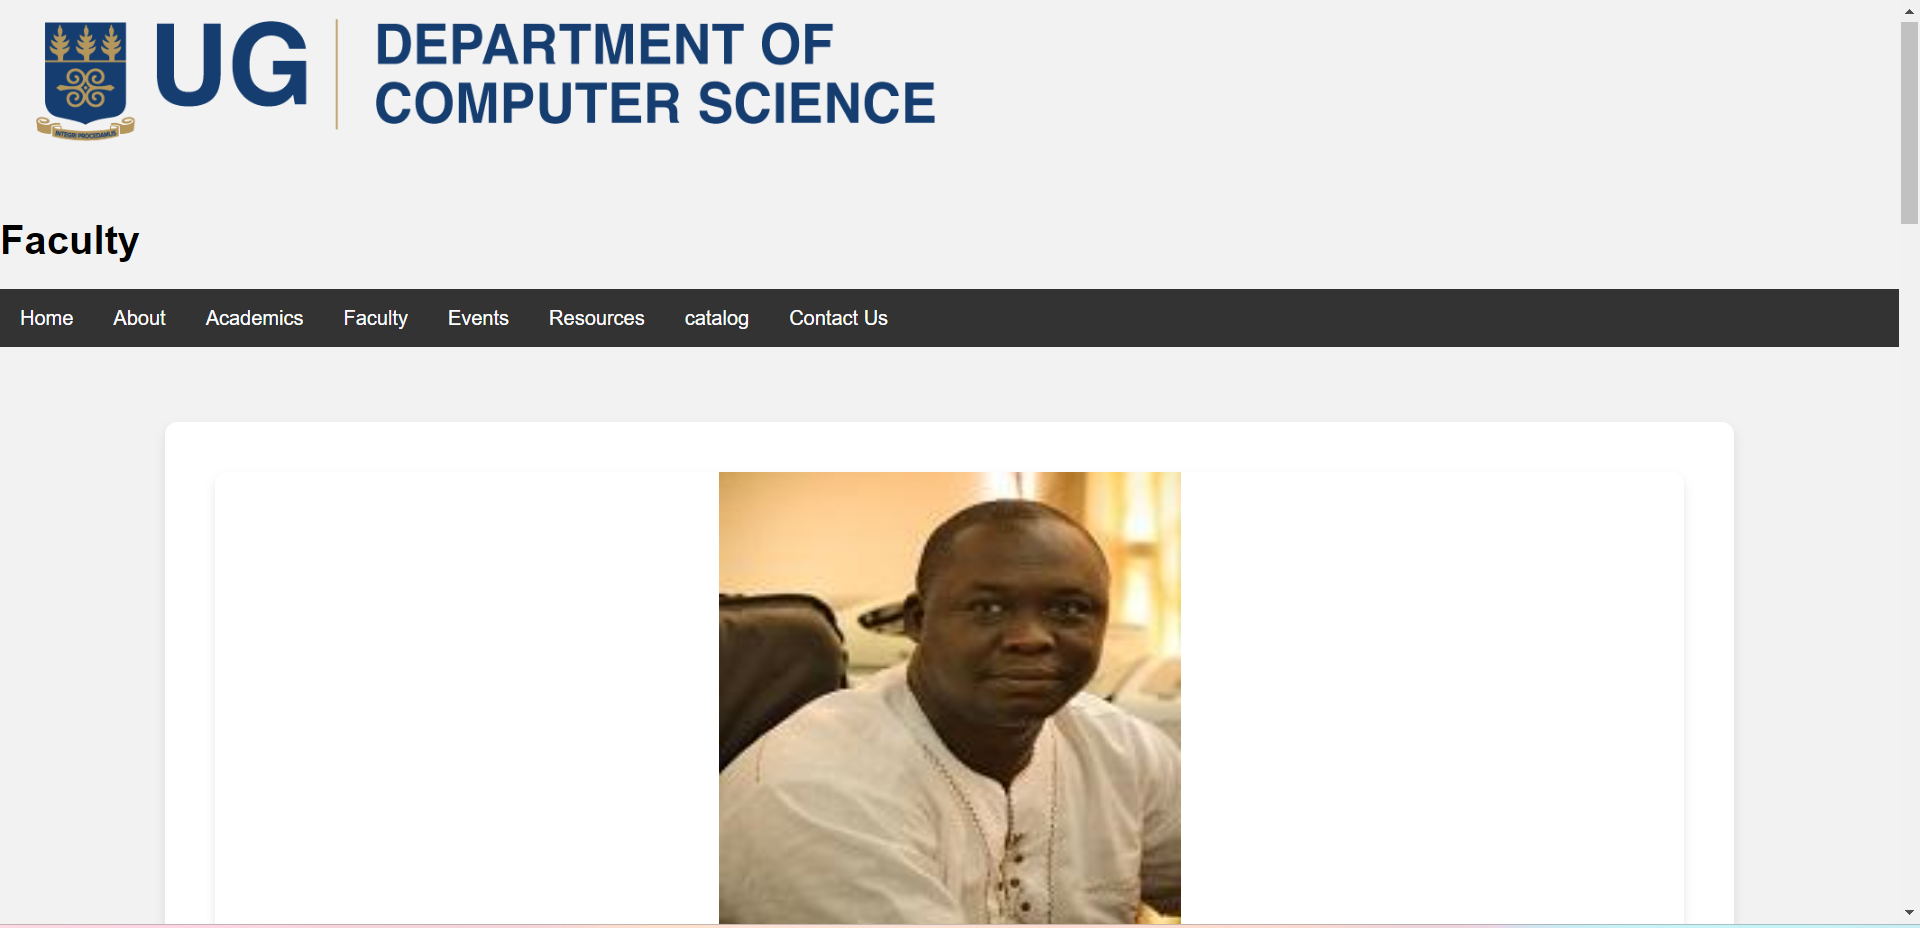 UG
DEPARTMENT OF
COMPUTER SCIENCE
INTEGRI PROCEDAMUS
Faculty
Home About Academics Faculty Events Resources catalog Contact Us